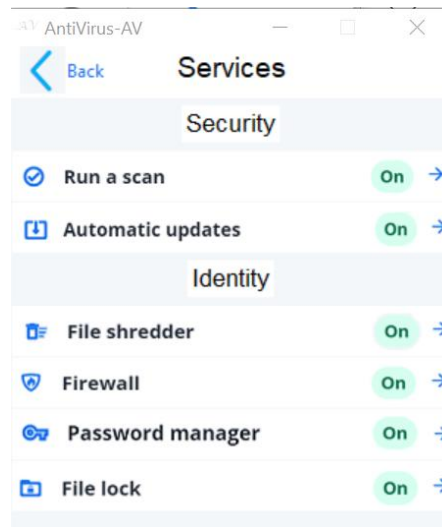 AntiVirus-AV
Back Services
Security
Run a scan On
Automatic updates On
Identity
File shredder On
Firewall On
Password manager On
File lock On